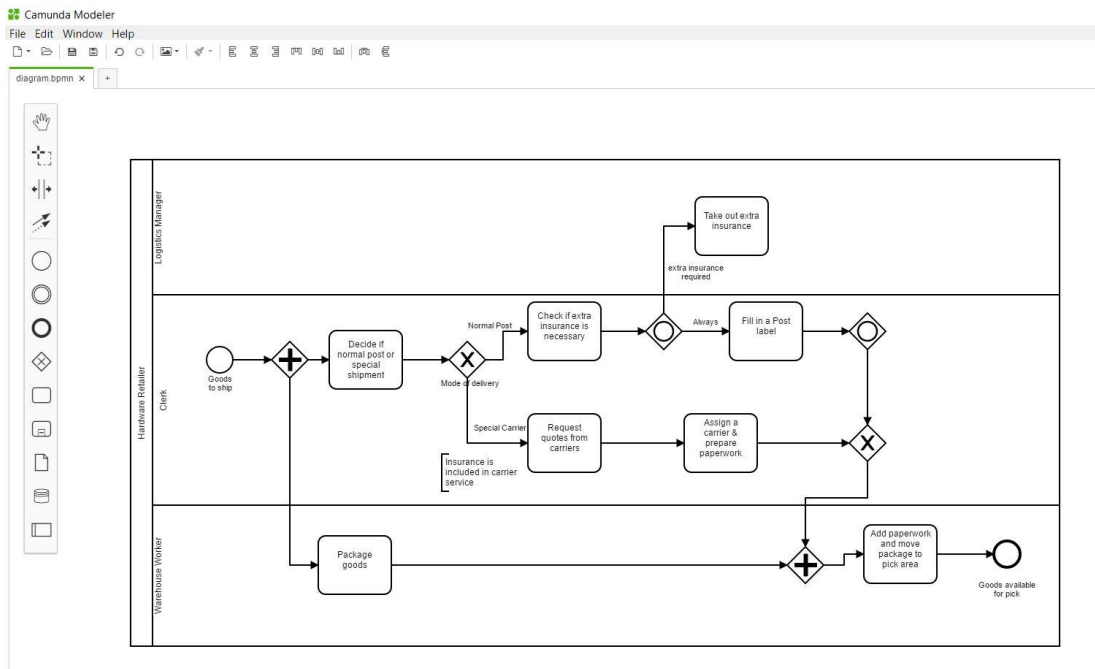 Camunda Modeler
File Edit Window Help
diagram.bpmn × +
Hardware Retailer
Logistics Manager
Take out extra
insurance
extra insurance
required
Clerk
Goods
to ship
Decide if
normal post or
special
shipment
Mode of delivery
Normal Post
Check if extra
insurance is
necessary
Always
Fill in a Post
label
Special Carrier
Request
quotes from
carriers
Assign a
carrier &
prepare
paperwork
Insurance is
included in carrier
service
Warehouse Worker
Package
goods
Add paperwork
and move
package to
pick area
Goods available
for pick